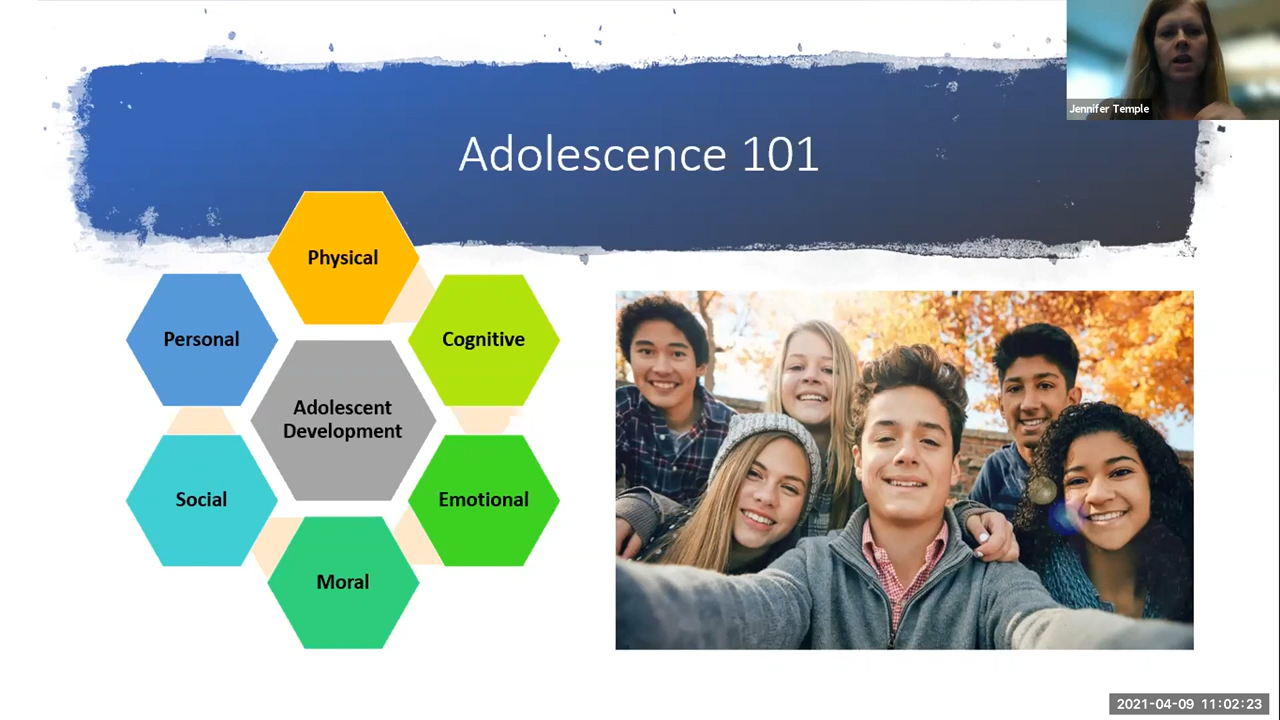 Jennifer Temple
Adolescence 101
Physical
Cognitive
Emotional
Moral
Social
Personal
Adolescent
Development
2021-04-09 11:02:23